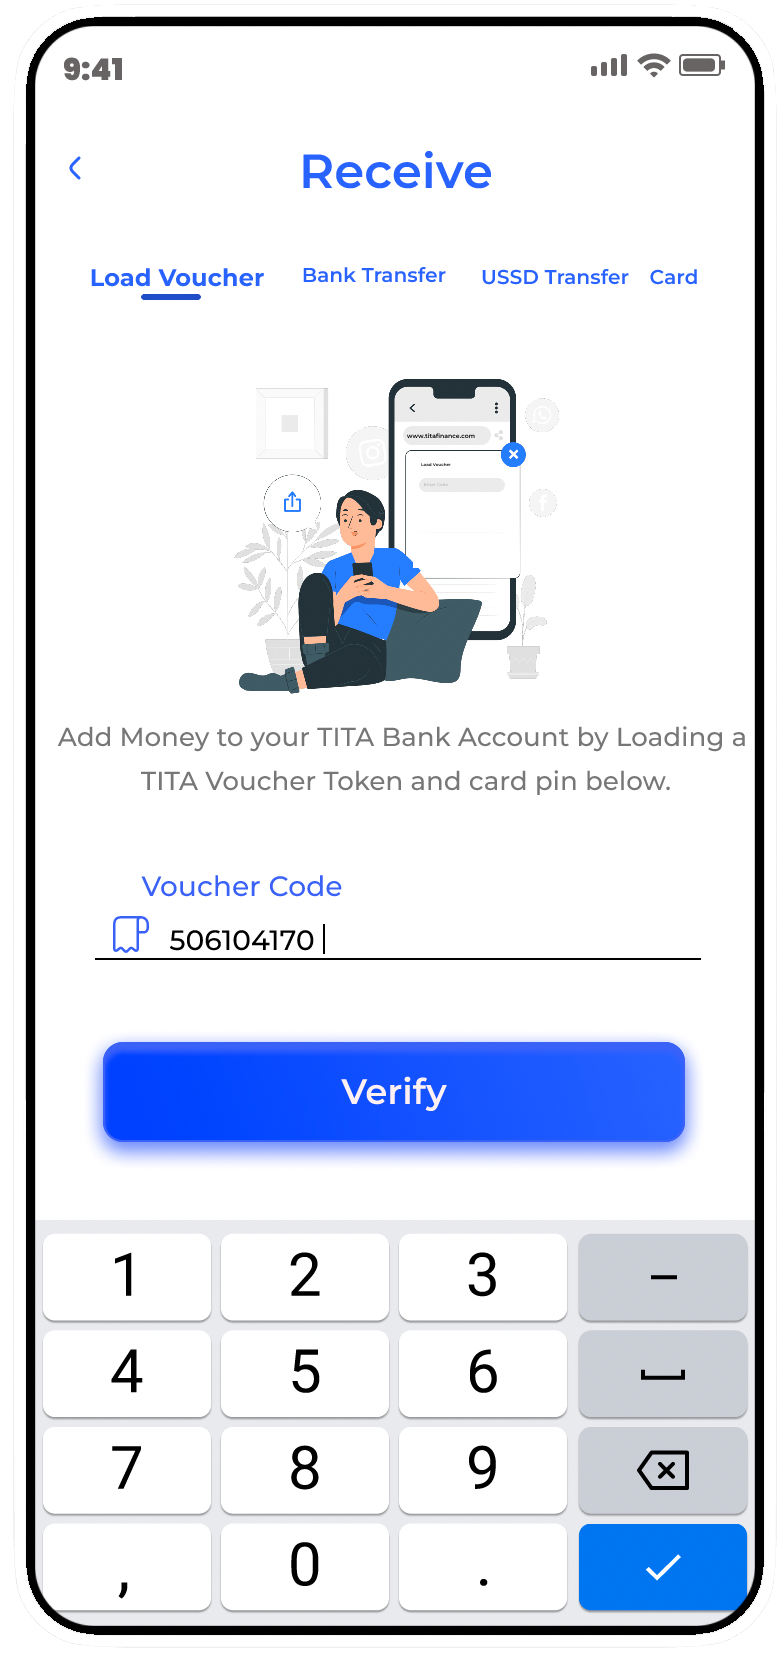 9:41
Receive
Load Voucher Bank Transfer USSD Transfer Card
www.titafinance.com
Load Voucher
Enter Code
Add Money to your TITA Bank Account by Loading a
TITA Voucher Token and card pin below.
Voucher Code
506104170
Verify
1 2 3 –
4 5 6
7 8 9
, 0 .